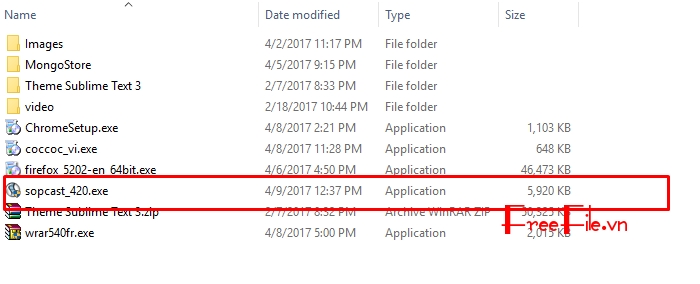 Name Date modified Type Size
Images 4/2/2017 11:17 PM File folder
MongoStore 4/5/2017 9:15 PM File folder
Theme Sublime Text 3 2/7/2017 8:33 PM File folder
video 2/18/2017 10:44 PM File folder
ChromeSetup.exe 4/8/2017 2:21 PM Application 1,103 KB
coccoc_vi.exe 4/8/2017 11:28 PM Application 648 KB
firefox_5202-en_64bit.exe 4/6/2017 4:50 PM Application 46,473 KB
sopcast_420.exe 4/9/2017 12:37 PM Application 5,920 KB
Theme Sublime Text 3.zip 2/7/2017 8:32 PM Archive WinRAR ZIP KB
FreeFile.vn
wrar540fr.exe 4/8/2017 5:00 PM Application 2,015 KB